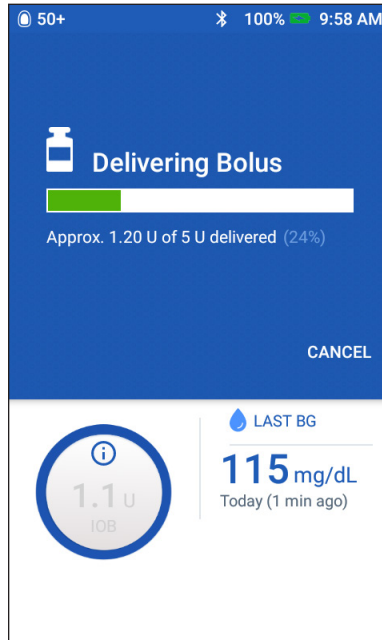 50+ 100% 9:58 AM
Delivering Bolus
Approx. 1.20 U of 5 U delivered (24%)
CANCEL
LAST BG
115 mg/dL
Today (1 min ago)
1.1 U
IOB